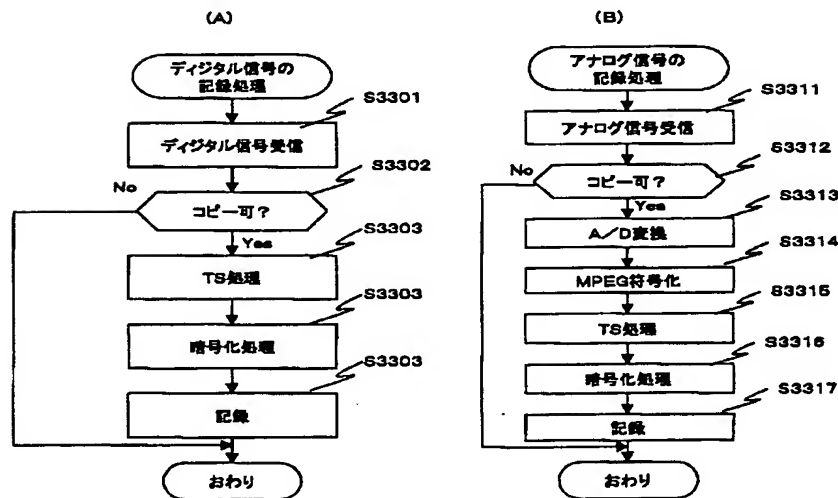 (A)
ディジタル信号の
記録処理
S3301
ディジタル信号受信
S3302
No
コピー可?
Yes
S3303
TS処理
S3303
暗号化処理
S3303
記録
おわり
(B)
アナログ信号の
記録処理
S3311
アナログ信号受信
S3312
No
コピー可?
Yes
S3313
A/D変換
S3314
MPEG符号化
S3315
TS処理
S3316
暗号化処理
S3317
記録
おわり